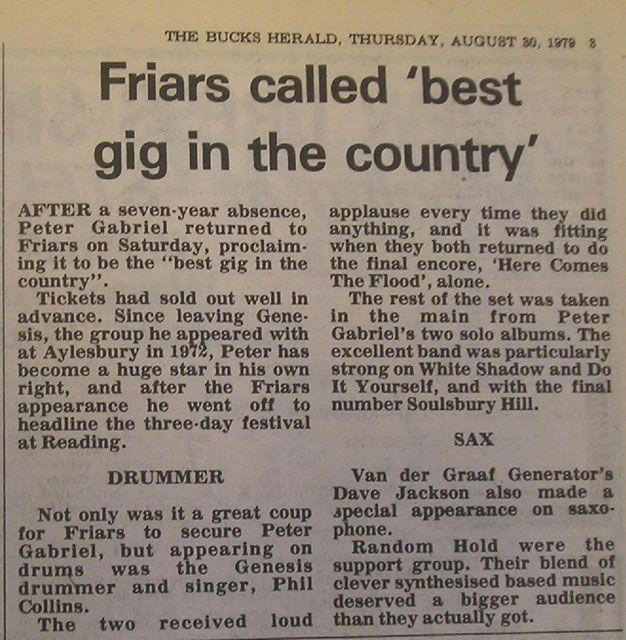 THE BUCKS HERALD, THURSDAY, AUGUST 30, 1979 3
Friars called 'best
gig in the country'
AFTER a seven-year absence,
Peter Gabriel returned to
Friars on Saturday, proclaim-
ing it to be the "best gig in the
country".
Tickets had sold out well in
advance. Since leaving Gene-
sis, the group he appeared with
at Aylesbury in 1972, Peter has
become a huge star in his own
right, and after the Friars
appearance he went off to
headline the three-day festival
at Reading.
DRUMMER
Not only was it a great coup
for Friars to secure Peter
Gabriel, but appearing on
drums was the Genesis
drummer and singer, Phil
Collins.
The two received loud
applause every time they did
anything, and it was fitting
when they both returned to do
the final encore, 'Here Comes
The Flood', alone.
The rest of the set was taken
in the main from Peter
Gabriel's two solo albums. The
excellent band was particularly
strong on White Shadow and Do
It Yourself, and with the final
number Soulsbury Hill.
SAX
Van der Graaf Generator's
Dave Jackson also made a
special appearance on saxo-
phone.
Random Hold were the
support group. Their blend of
clever synthesised based music
deserved a bigger audience
than they actually got.